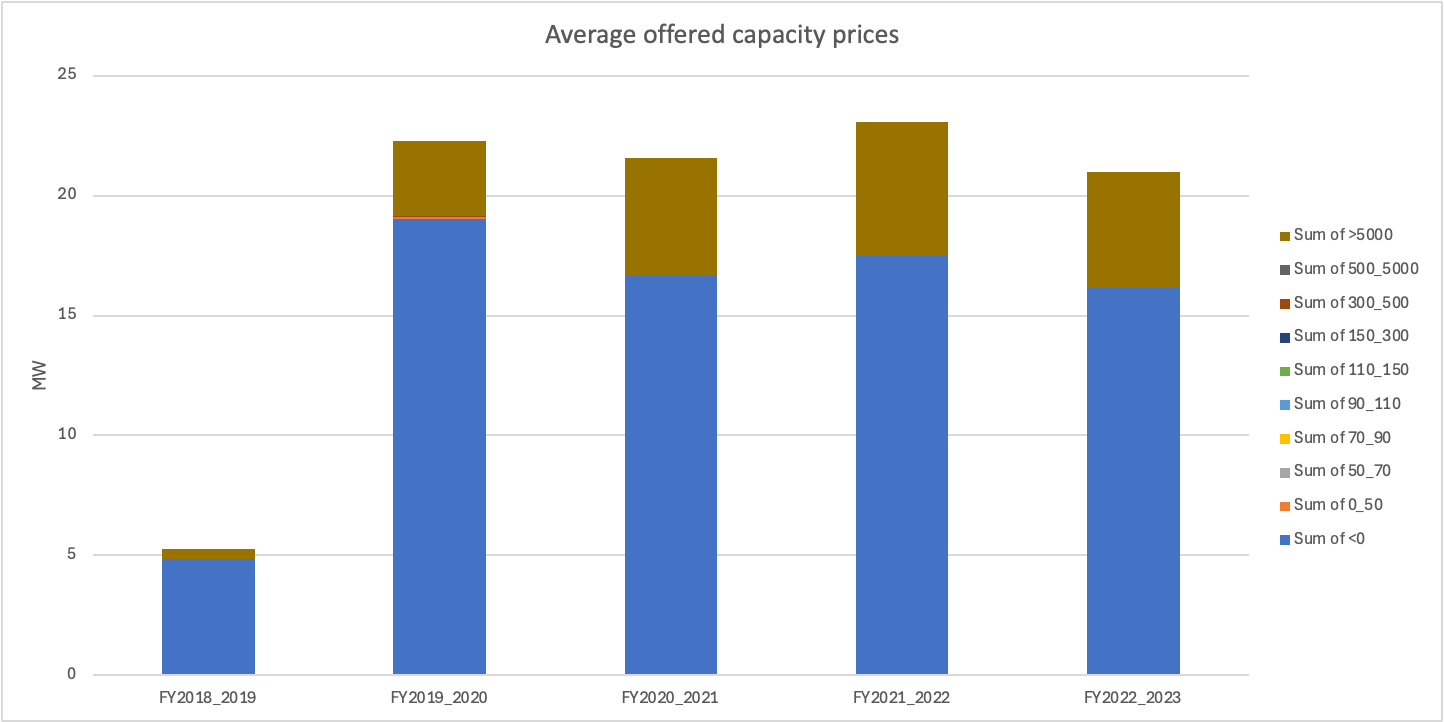 Average offered capacity prices
25
20
15
10
5
0
MW
FY2018_2019
FY2019_2020
FY2020_2021
FY2021_2022
FY2022_2023
Sum of >5000
Sum of 500_5000
Sum of 300_500
Sum of 150_300
Sum of 110_150
Sum of 90_110
Sum of 70_90
Sum of 50_70
Sum of 0_50
Sum of <0